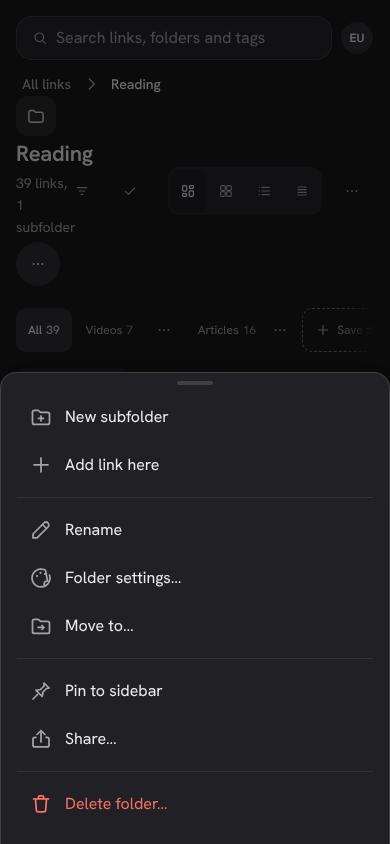 Search links, folders and tags
EU
All links
Reading
Reading
39 links,
1
subfolder
All 39
Videos 7
Articles 16
Save
New subfolder
Add link here
Rename
Folder settings...
Move to...
Pin to sidebar
Share...
Delete folder...